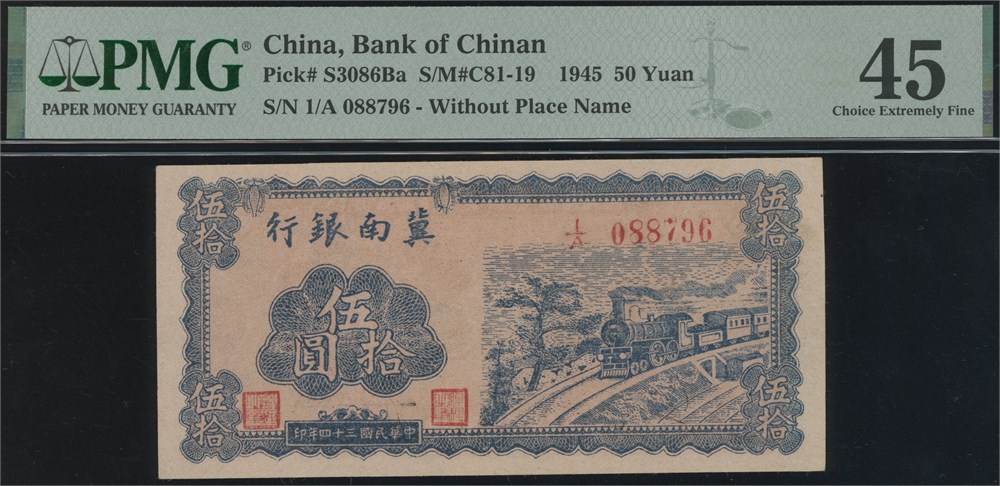 PMG®
PAPER MONEY GUARANTY
China, Bank of Chinan
Pick# S3086Ba S/M#C81-19 1945 50 Yuan
S/N 1/A 088796 - Without Place Name
45
Choice Extremely Fine
伍拾
伍拾
行銀南冀
1/A 088796
伍拾圓
伍拾
伍拾
印年四十三國民華中